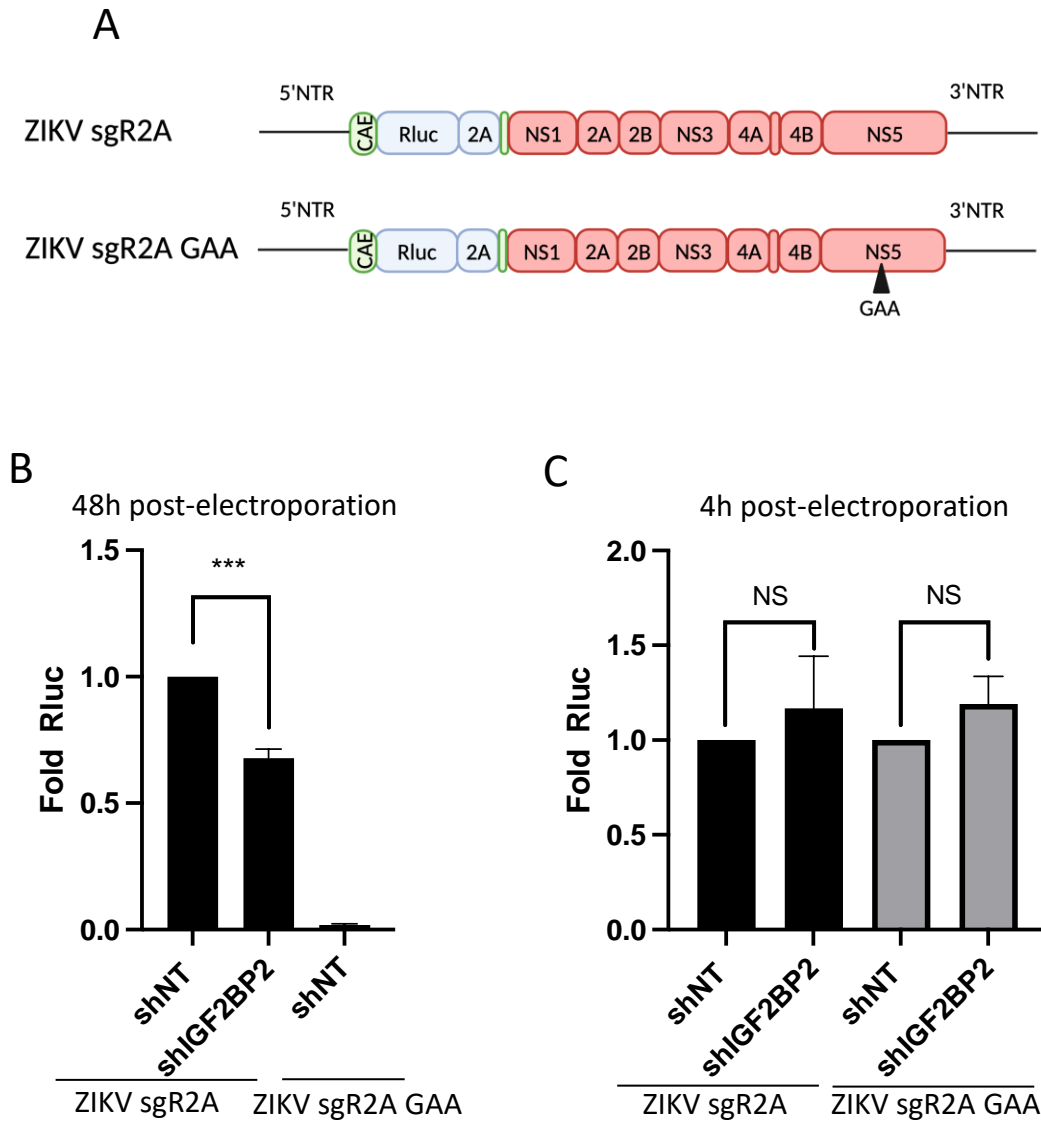 A
5'NTR
3'NTR
ZIKV sgR2A
CAE Rluc 2A NS1 2A 2B NS3 4A 4B NS5
5'NTR
3'NTR
ZIKV sgR2A GAA
CAE Rluc 2A NS1 2A 2B NS3 4A 4B NS5
GAA
B
48h post-electroporation
Fold Rluc
1.5
1.0
0.5
0.0
***
shNT
shIGF2BP2
shNT
ZIKV sgR2A
ZIKV sgR2A GAA
C
4h post-electroporation
Fold Rluc
2.0
1.5
1.0
0.5
0.0
NS
NS
shNT
shIGF2BP2
shNT
shIGF2BP2
ZIKV sgR2A
ZIKV sgR2A GAA